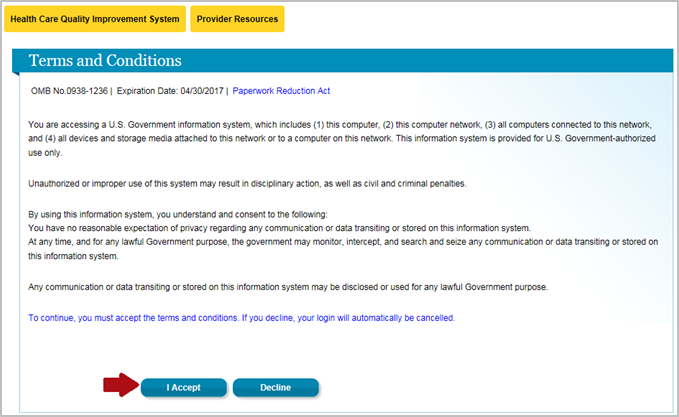 Health Care Quality Improvement System
Provider Resources
Terms and Conditions
OMB No.0938-1236 | Expiration Date: 04/30/2017 | Paperwork Reduction Act
You are accessing a U.S. Government information system, which includes (1) this computer, (2) this computer network, (3) all computers connected to this network,
and (4) all devices and storage media attached to this network or to a computer on this network. This information system is provided for U.S. Government-authorized
use only.
Unauthorized or improper use of this system may result in disciplinary action, as well as civil and criminal penalties.
By using this information system, you understand and consent to the following:
You have no reasonable expectation of privacy regarding any communication or data transiting or stored on this information system.
At any time, and for any lawful Government purpose, the government may monitor, intercept, and search and seize any communication or data transiting or stored on
this information system.
Any communication or data transiting or stored on this information system may be disclosed or used for any lawful Government purpose.
To continue, you must accept the terms and conditions. If you decline, your login will automatically be cancelled.
I Accept
Decline